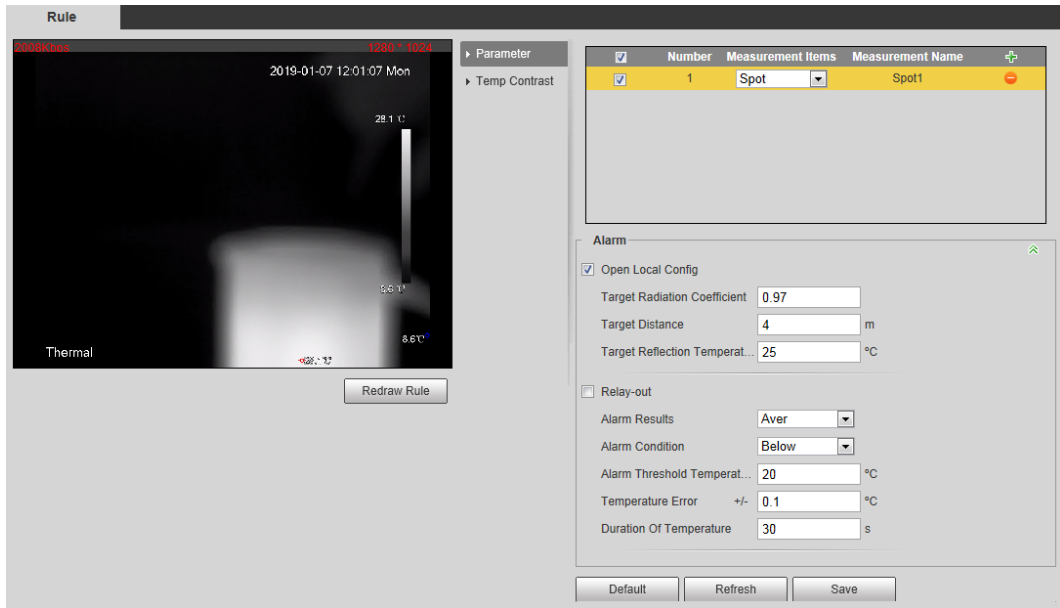 Rule
2008Kbps 1280 * 1024
2019-01-07 12:01:07 Mon
28.1 ℃
8.6℃
Thermal
Redraw Rule
Parameter
Temp Contrast
Number Measurement Items Measurement Name
1 Spot Spot1
Alarm
Open Local Config
Target Radiation Coefficient 0.97
Target Distance 4 m
Target Reflection Temperat... 25 ºC
Relay-out
Alarm Results Aver
Alarm Condition Below
Alarm Threshold Temperat... 20 ºC
Temperature Error +/- 0.1 ºC
Duration Of Temperature 30 s
Default Refresh Save